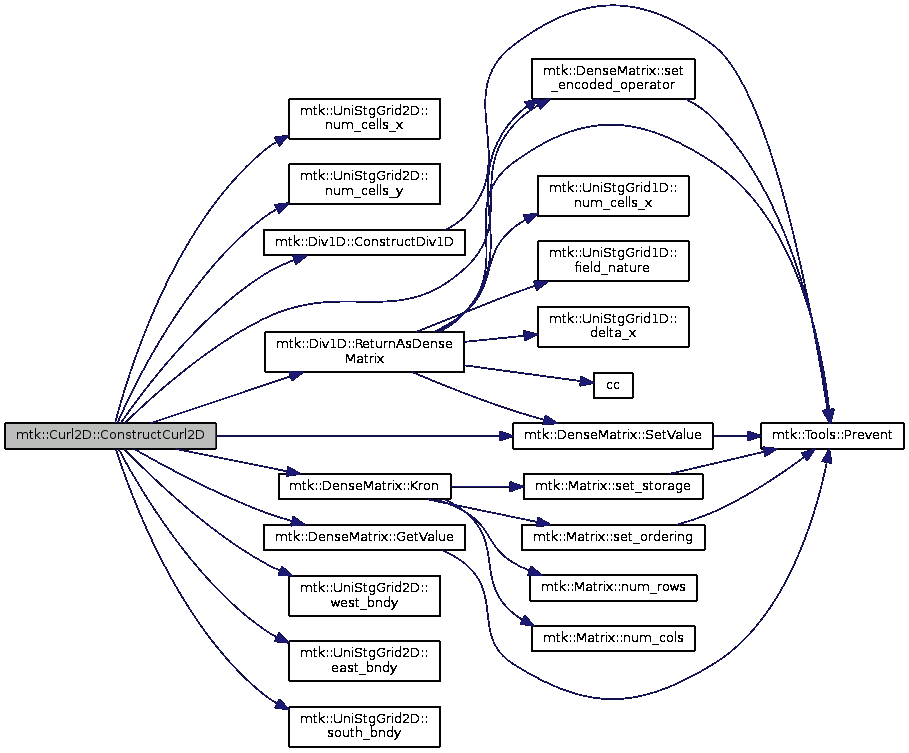 mtk::Curl2D::ConstructCurl2D
mtk::UniStgGrid2D::
num_cells_x
mtk::UniStgGrid2D::
num_cells_y
mtk::Div1D::ConstructDiv1D
mtk::Div1D::ReturnAsDense
Matrix
mtk::DenseMatrix::Kron
mtk::DenseMatrix::GetValue
mtk::UniStgGrid2D::
west_bndy
mtk::UniStgGrid2D::
east_bndy
mtk::UniStgGrid2D::
south_bndy
mtk::DenseMatrix::set
_encoded_operator
mtk::UniStgGrid1D::
num_cells_x
mtk::UniStgGrid1D::
field_nature
mtk::UniStgGrid1D::
delta_x
cc
mtk::DenseMatrix::SetValue
mtk::Matrix::set_storage
mtk::Matrix::set_ordering
mtk::Matrix::num_rows
mtk::Matrix::num_cols
mtk::Tools::Prevent